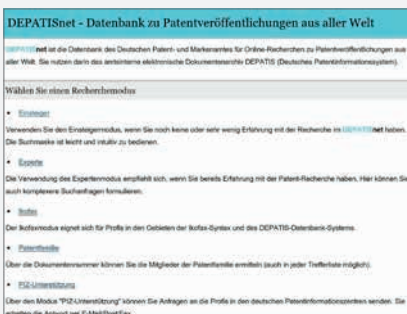 DEPATISnet - Datenbank zu Patentveröffentlichungen aus aller Welt
DEPATISnet ist die Datenbank des Deutschen Patent- und Markenamtes für Online-Recherchen zu Patentveröffentlichungen aus
aller Welt. Sie nutzen darin das amtsinterne elektronische Dokumentenarchiv DEPATIS (Deutsches Patentinformationssystem).
Wählen Sie einen Recherchemodus
• Einsteiger
Verwenden Sie den Einsteigermodus, wenn Sie noch keine oder sehr wenig Erfahrung mit der Recherche in DEPATISnet haben.
Die Suchmaske ist leicht und intuitiv zu bedienen.
• Experte
Die Verwendung des Expertenmodus empfiehlt sich, wenn Sie bereits Erfahrung mit der Patent-Recherche haben. Hier können Sie
auch komplexere Suchanfragen formulieren.
• Ikofax
Der Ikofaxmodus eignet sich für Profis in den Gebieten der Ikofax-Syntax und des DEPATIS-Datenbank-Systems.
• Patentfamilie
Über die Dokumentennummer können Sie die Mitglieder der Patentfamilie ermitteln (auch in jeder Trefferliste möglich).
• PIZ-Unterstützung
Über den Modus "PIZ-Unterstützung" können Sie Anfragen an die Profis in den deutschen Patentinformationszentren senden. Sie
erhalten die Antwort per E-Mail/Post/Fax.